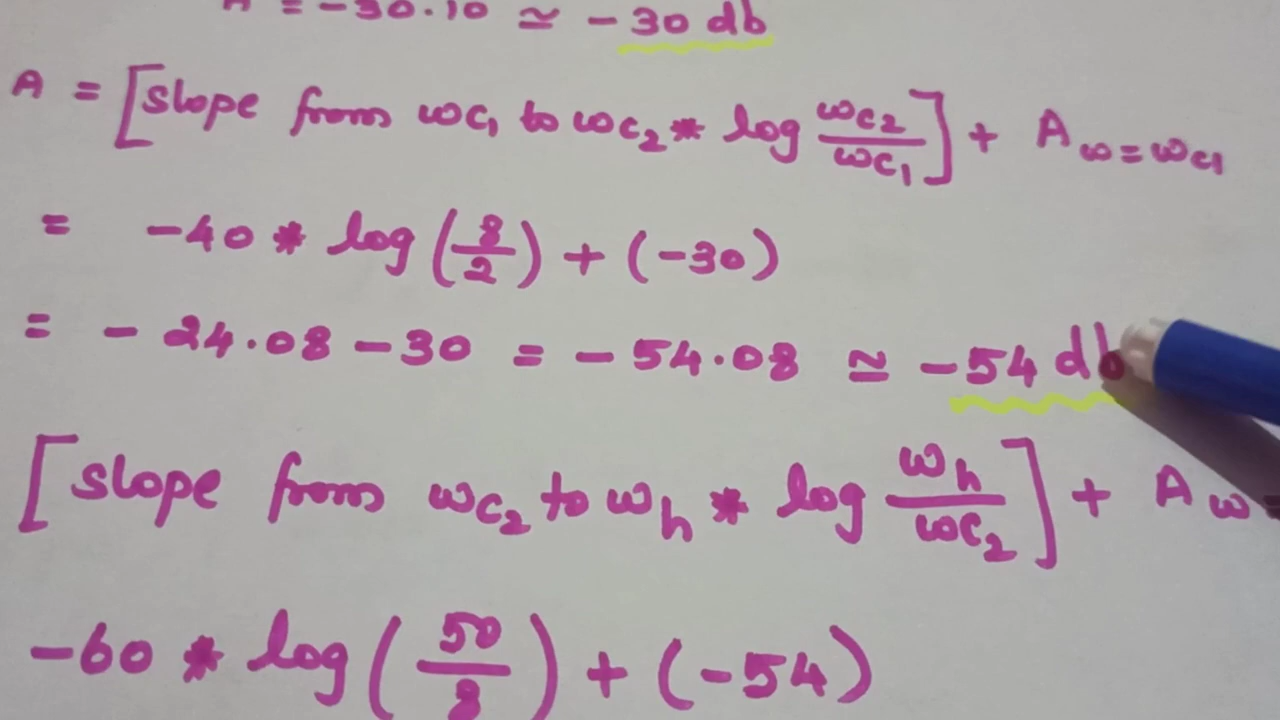 A = -30.10 ≃ -30 db
A = [slope from ωc₁ to ωc₂ * log ωc₂/ωc₁] + A ω=ωc1
= -40 * log(8/2) + (-30)
= -24.08 - 30 = -54.08 ≃ -54 db
[slope from ωc₂ to ωh * log ωh/ωc₂] + A ω=
-60 * log(50/8) + (-54)